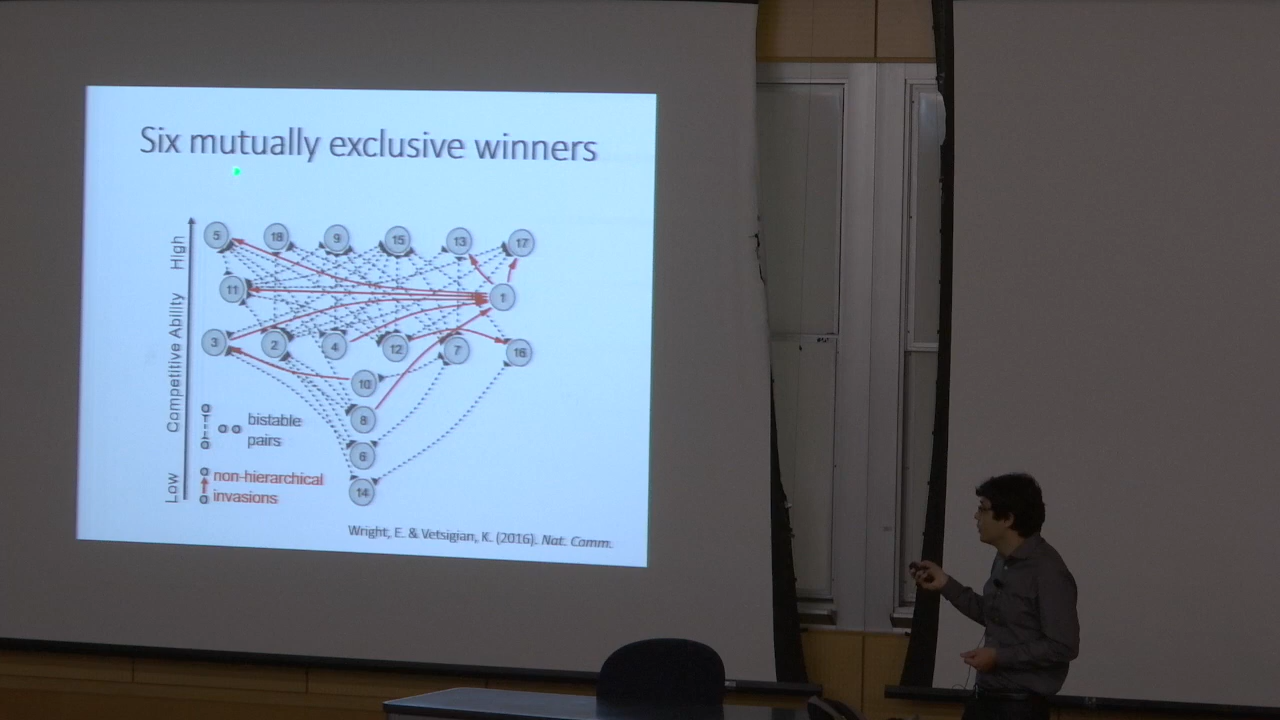 Six mutually exclusive winners
High
Competitive Ability
Low
5 18 9 15 13 17
11 1
3 2 4 12 7 16
10
8
6
14
bistable
pairs
non-hierarchical
invasions
Wright, E. & Vetsigian, K. (2016). Nat. Comm.